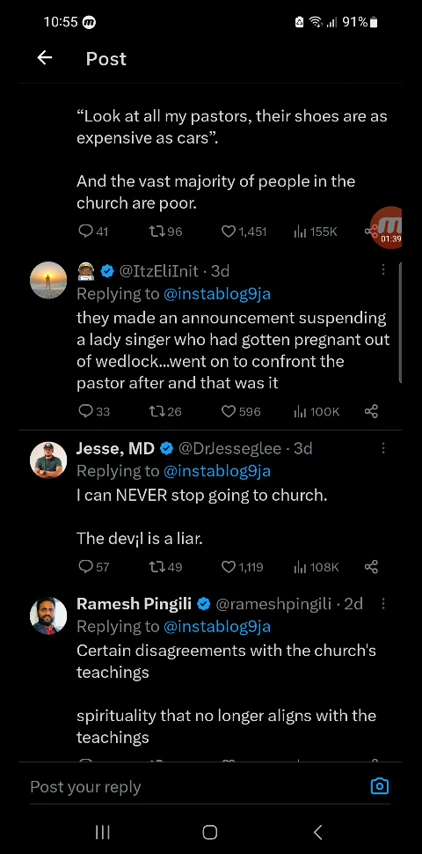 10:55
91%
Post
“Look at all my pastors, their shoes are as
expensive as cars”.
And the vast majority of people in the
church are poor.
41 96 1,451 155K
01:39
@ItzEliInit · 3d
Replying to @instablog9ja
they made an announcement suspending
a lady singer who had gotten pregnant out
of wedlock...went on to confront the
pastor after and that was it
33 26 596 100K
Jesse, MD @DrJesseglee · 3d
Replying to @instablog9ja
I can NEVER stop going to church.
The dev¡l is a liar.
57 49 1,119 108K
Ramesh Pingili @rameshpingili · 2d
Replying to @instablog9ja
Certain disagreements with the church's
teachings
spirituality that no longer aligns with the
teachings
Post your reply